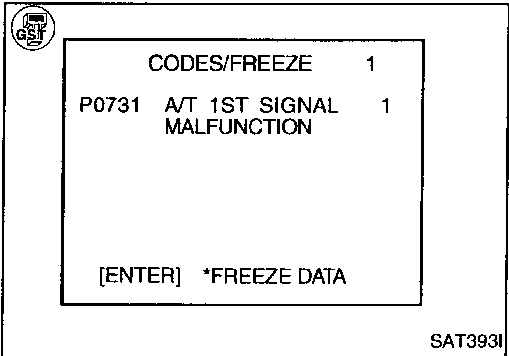 GST
CODES/FREEZE 1
P0731 A/T 1ST SIGNAL 1
MALFUNCTION
[ENTER] *FREEZE DATA
SAT393I